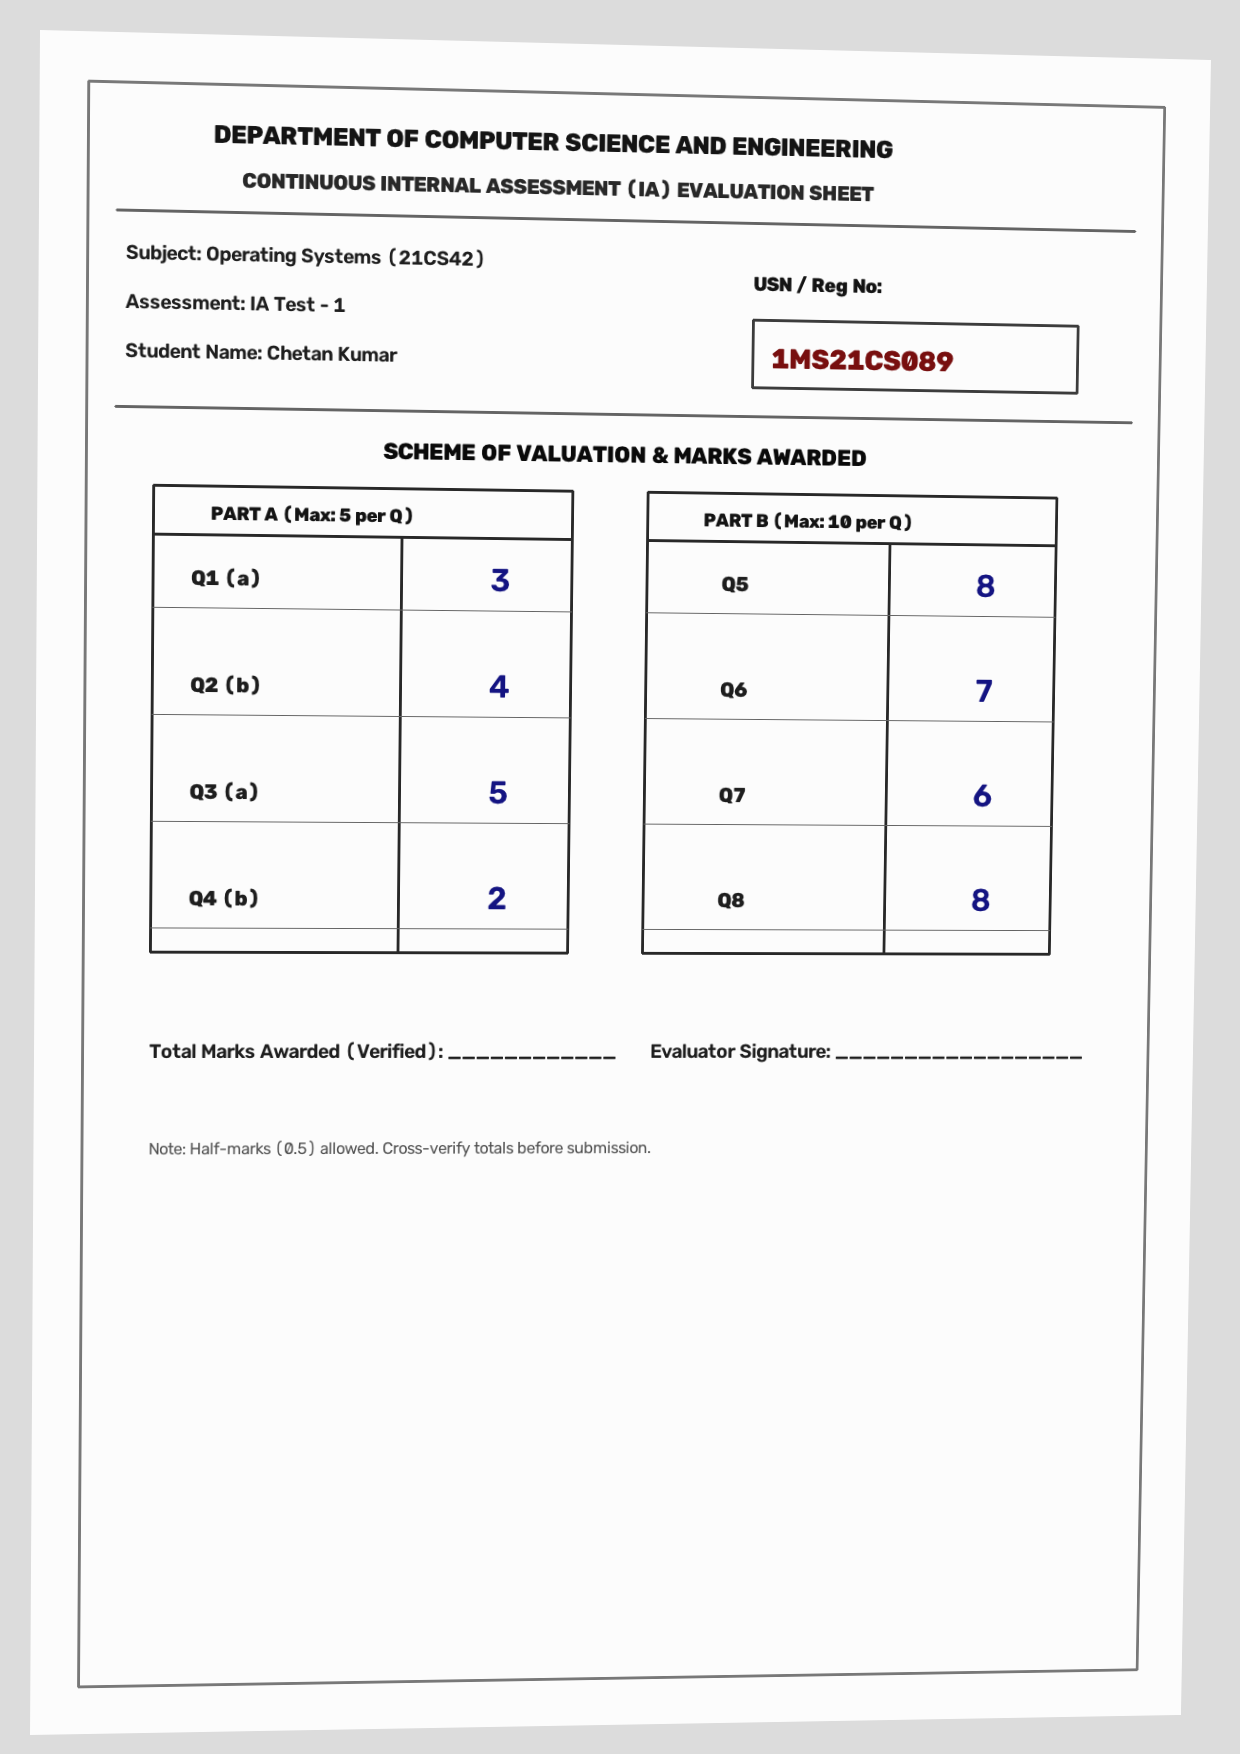 DEPARTMENT OF COMPUTER SCIENCE AND ENGINEERING
CONTINUOUS INTERNAL ASSESSMENT (IA) EVALUATION SHEET
Subject: Operating Systems (21CS42)
Assessment: IA Test - 1
Student Name: Chetan Kumar
USN / Reg No:
1MS21CS089
SCHEME OF VALUATION & MARKS AWARDED
PART A (Max: 5 per Q)
Q1 (a) 3
Q2 (b) 4
Q3 (a) 5
Q4 (b) 2
PART B (Max: 10 per Q)
Q5 8
Q6 7
Q7 6
Q8 8
Total Marks Awarded (Verified): ____________
Evaluator Signature: __________________
Note: Half-marks (0.5) allowed. Cross-verify totals before submission.